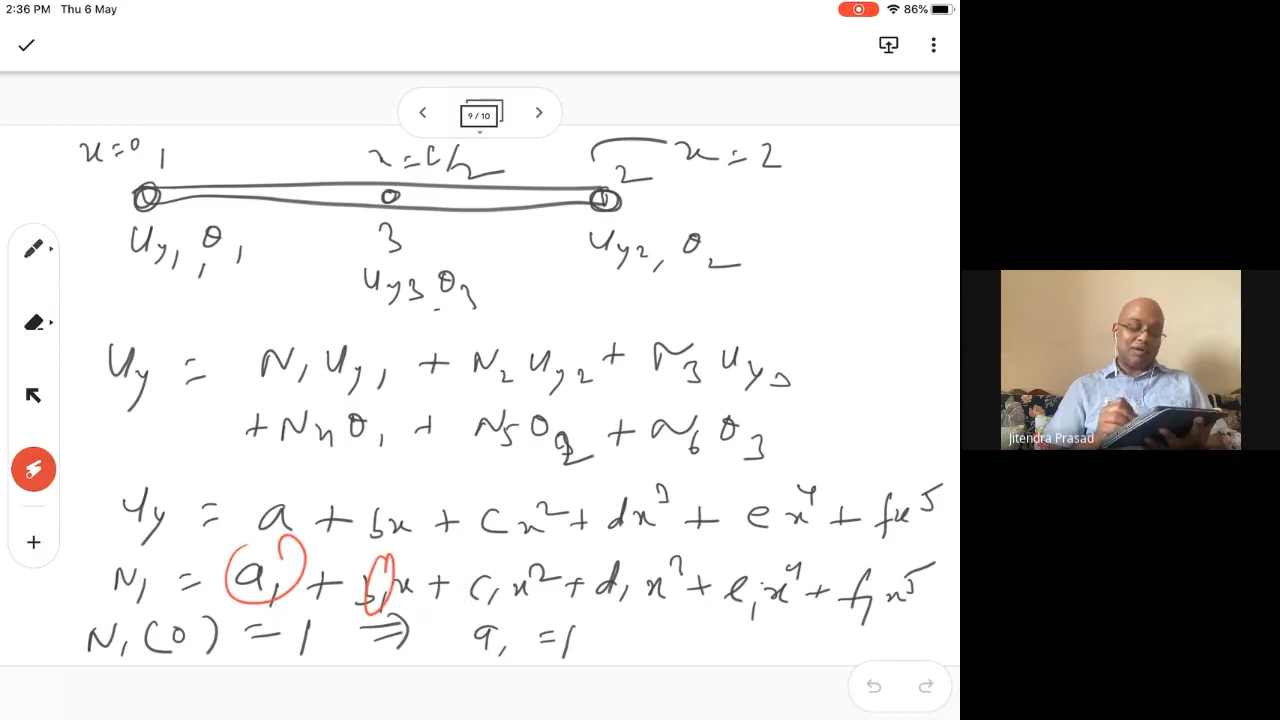 2:36 PM Thu 6 May 86%
9 / 10
x=0 1 x=L/2 2 x=2
Uy1, θ1 3 Uy2, θ2
Uy3 θ3
Uy = N1 Uy1 + N2 Uy2 + N3 Uy3
+ N4 θ1 + N5 θ2 + N6 θ3
Uy = a + bx + cx² + dx³ + ex⁴ + fx⁵
N1 = a1 + b1x + c1x² + d1x³ + e1x⁴ + f1x⁵
N1(0) = 1 ⇒ a1 = 1
Jitendra Prasad